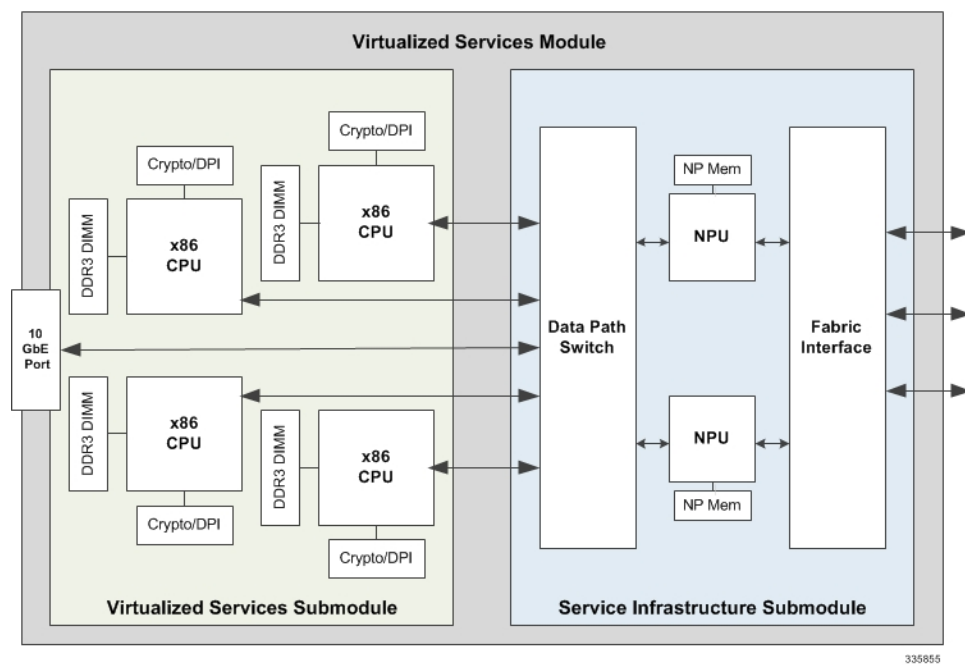 Virtualized Services Module
Crypto/DPI
Crypto/DPI
DDR3 DIMM
x86
CPU
DDR3 DIMM
x86
CPU
NP Mem
NPU
10
GbE
Port
Data Path
Switch
Fabric
Interface
DDR3 DIMM
x86
CPU
DDR3 DIMM
x86
CPU
NPU
NP Mem
Crypto/DPI
Crypto/DPI
Virtualized Services Submodule
Service Infrastructure Submodule
335855